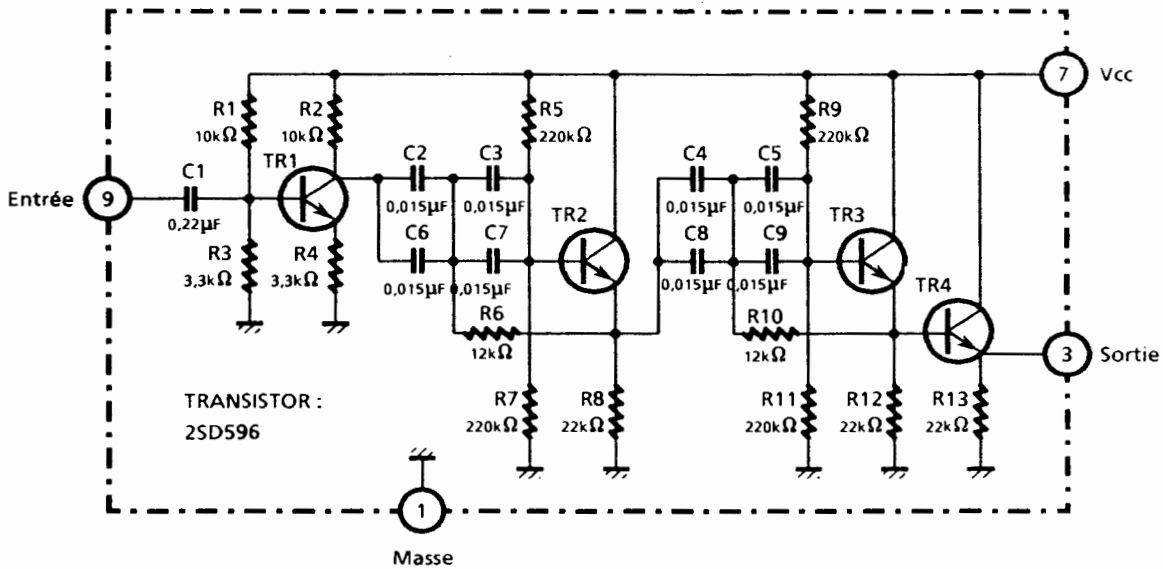 7 Vcc
R1
10kΩ
R2
10kΩ
R5
220kΩ
R9
220kΩ
Entrée 9
C1
0,22µF
TR1
C2
0,015µF
C3
0,015µF
C4
0,015µF
C5
0,015µF
TR2
TR3
R3
3,3kΩ
R4
3,3kΩ
C6
0,015µF
C7
0,015µF
C8
0,015µF
C9
0,015µF
R6
12kΩ
R10
12kΩ
TR4
3 Sortie
TRANSISTOR :
2SD596
R7
220kΩ
R8
22kΩ
R11
220kΩ
R12
22kΩ
R13
22kΩ
1
Masse